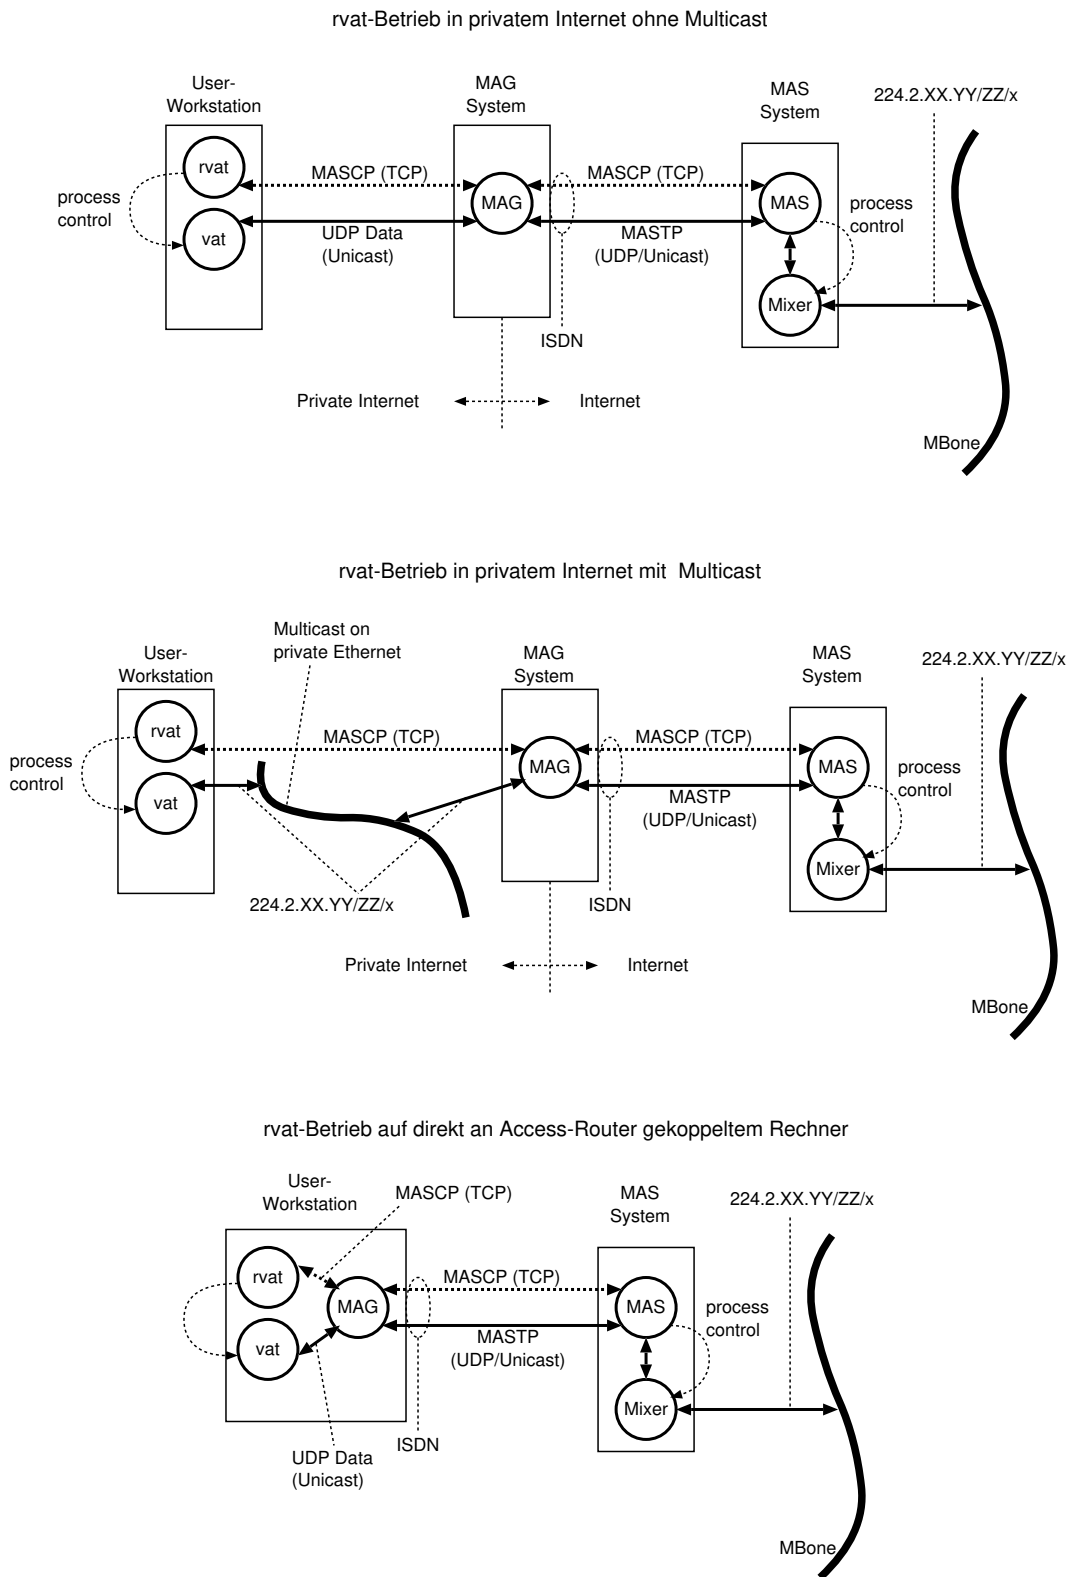 rvat-Betrieb in privatem Internet ohne Multicast
User-
Workstation
MAG
System
MAS
System
224.2.XX.YY/ZZ/x
rvat
process
control
vat
MASCP (TCP)
UDP Data
(Unicast)
MAG
MASCP (TCP)
MASTP
(UDP/Unicast)
ISDN
MAS
process
control
Mixer
Private Internet
Internet
MBone
rvat-Betrieb in privatem Internet mit  Multicast
User-
Workstation
Multicast on
private Ethernet
MAG
System
MAS
System
224.2.XX.YY/ZZ/x
rvat
process
control
vat
MASCP (TCP)
224.2.XX.YY/ZZ/x
MAG
MASCP (TCP)
MASTP
(UDP/Unicast)
ISDN
MAS
process
control
Mixer
Private Internet
Internet
MBone
rvat-Betrieb auf direkt an Access-Router gekoppeltem Rechner
User-
Workstation
MASCP (TCP)
MAS
System
224.2.XX.YY/ZZ/x
rvat
MAG
vat
UDP Data
(Unicast)
MASCP (TCP)
MASTP
(UDP/Unicast)
ISDN
MAS
process
control
Mixer
MBone